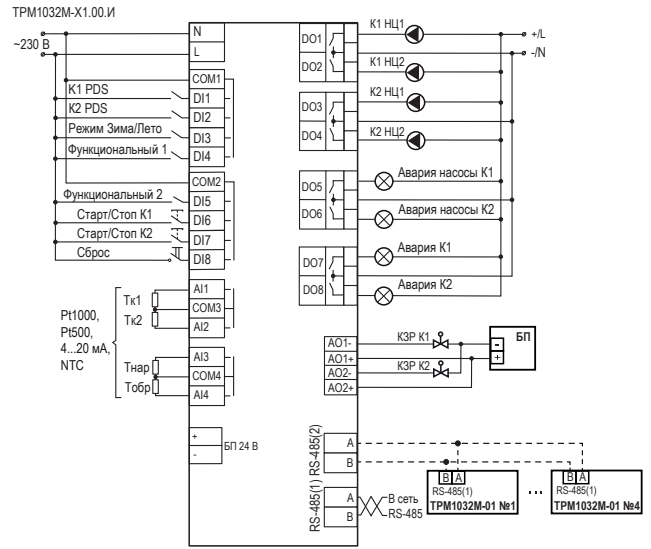 ТРМ1032М-Х1.00.И
~230 В
N
L
COM1
К1 PDS
DI1
К2 PDS
DI2
Режим Зима/Лето
DI3
Функциональный 1
DI4
COM2
Функциональный 2
DI5
Старт/Стоп К1
DI6
Старт/Стоп К2
DI7
Сброс
DI8
Pt1000,
Pt500,
4...20 мА,
NTC
Тк1
Тк2
AI1
COM3
AI2
Тнар
Тобр
AI3
COM4
AI4
+
-
БП 24 В
DO1
DO2
К1 НЦ1
К1 НЦ2
+/L
-/N
DO3
DO4
К2 НЦ1
К2 НЦ2
DO5
DO6
Авария насосы К1
Авария насосы К2
DO7
DO8
Авария К1
Авария К2
AO1-
AO1+
AO2-
AO2+
КЗР К1
КЗР К2
БП
-
+
RS-485(2)
A
B
RS-485(1)
A
B
В сеть
RS-485
B A
RS-485(1)
ТРМ1032М-01 №1
...
B A
RS-485(1)
ТРМ1032М-01 №4